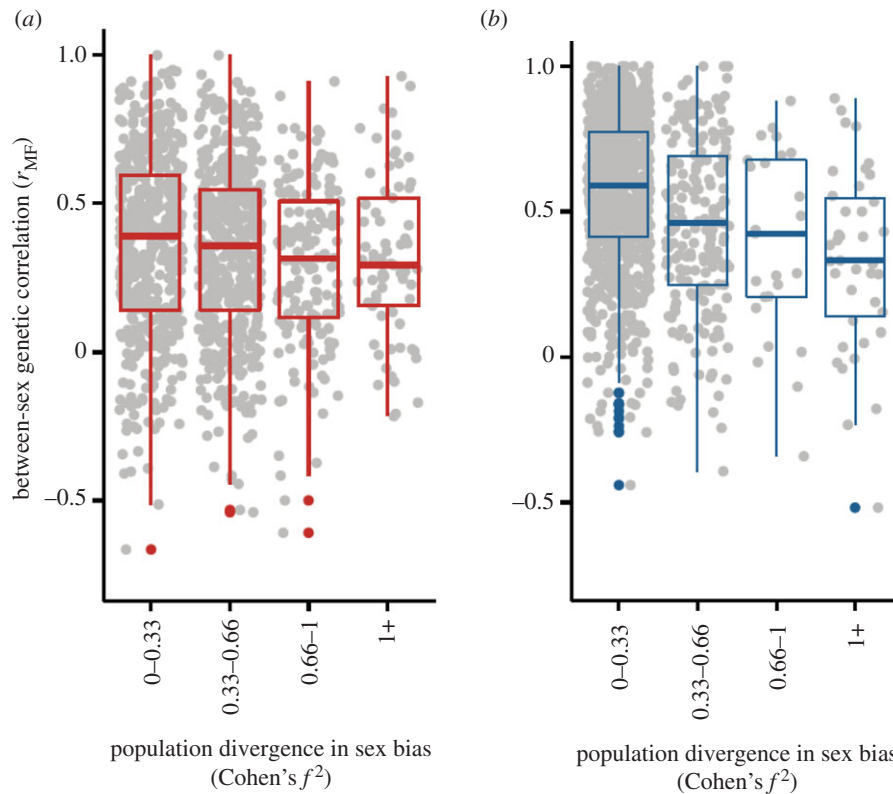 (a)
1.0
0.5
0
–0.5
between-sex genetic correlation (rMF)
0–0.33
0.33–0.66
0.66–1
1+
population divergence in sex bias
(Cohen's f2)
(b)
1.0
0.5
0
–0.5
0–0.33
0.33–0.66
0.66–1
1+
population divergence in sex bias
(Cohen's f2)